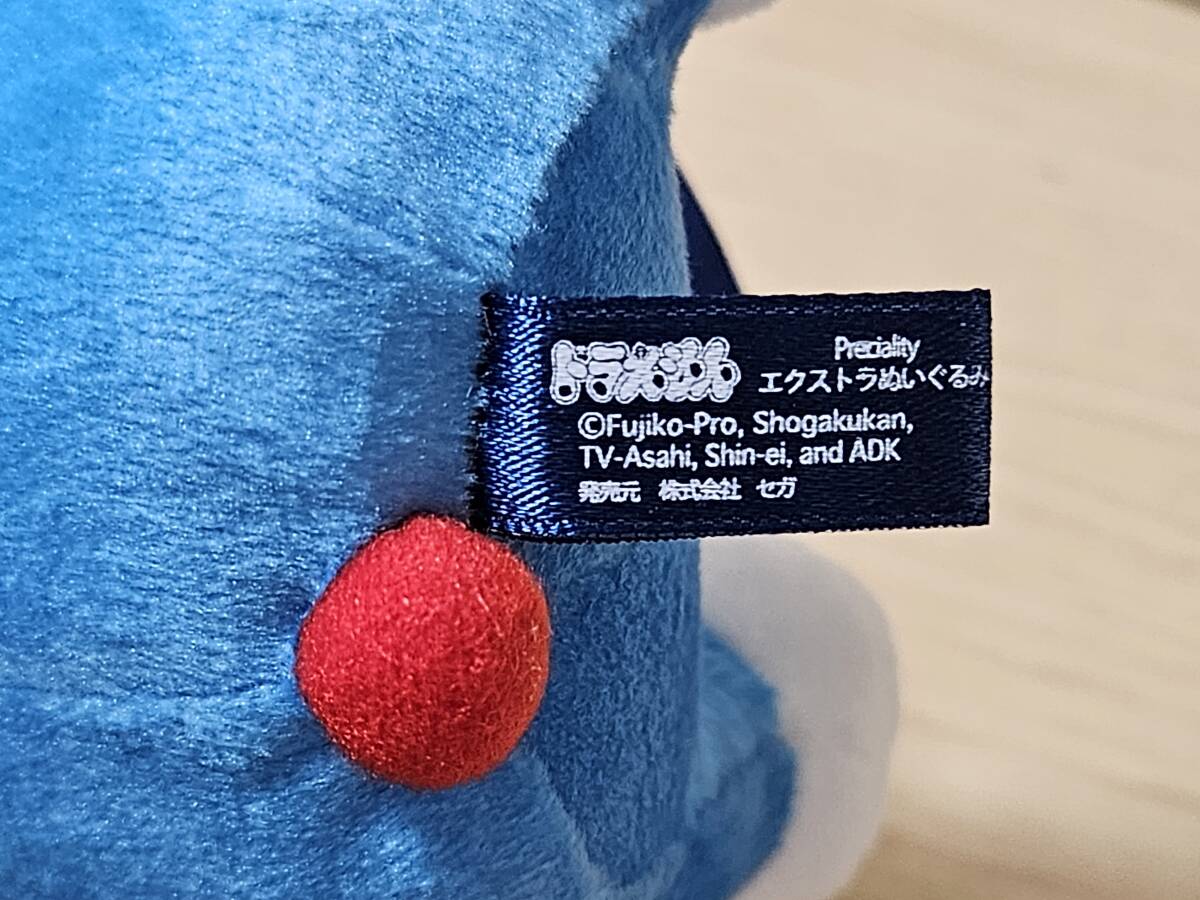 ドラえもん
Preciality
エクストラぬいぐるみ
©Fujiko-Pro, Shogakukan,
TV-Asahi, Shin-ei, and ADK
発売元 株式会社 セガ